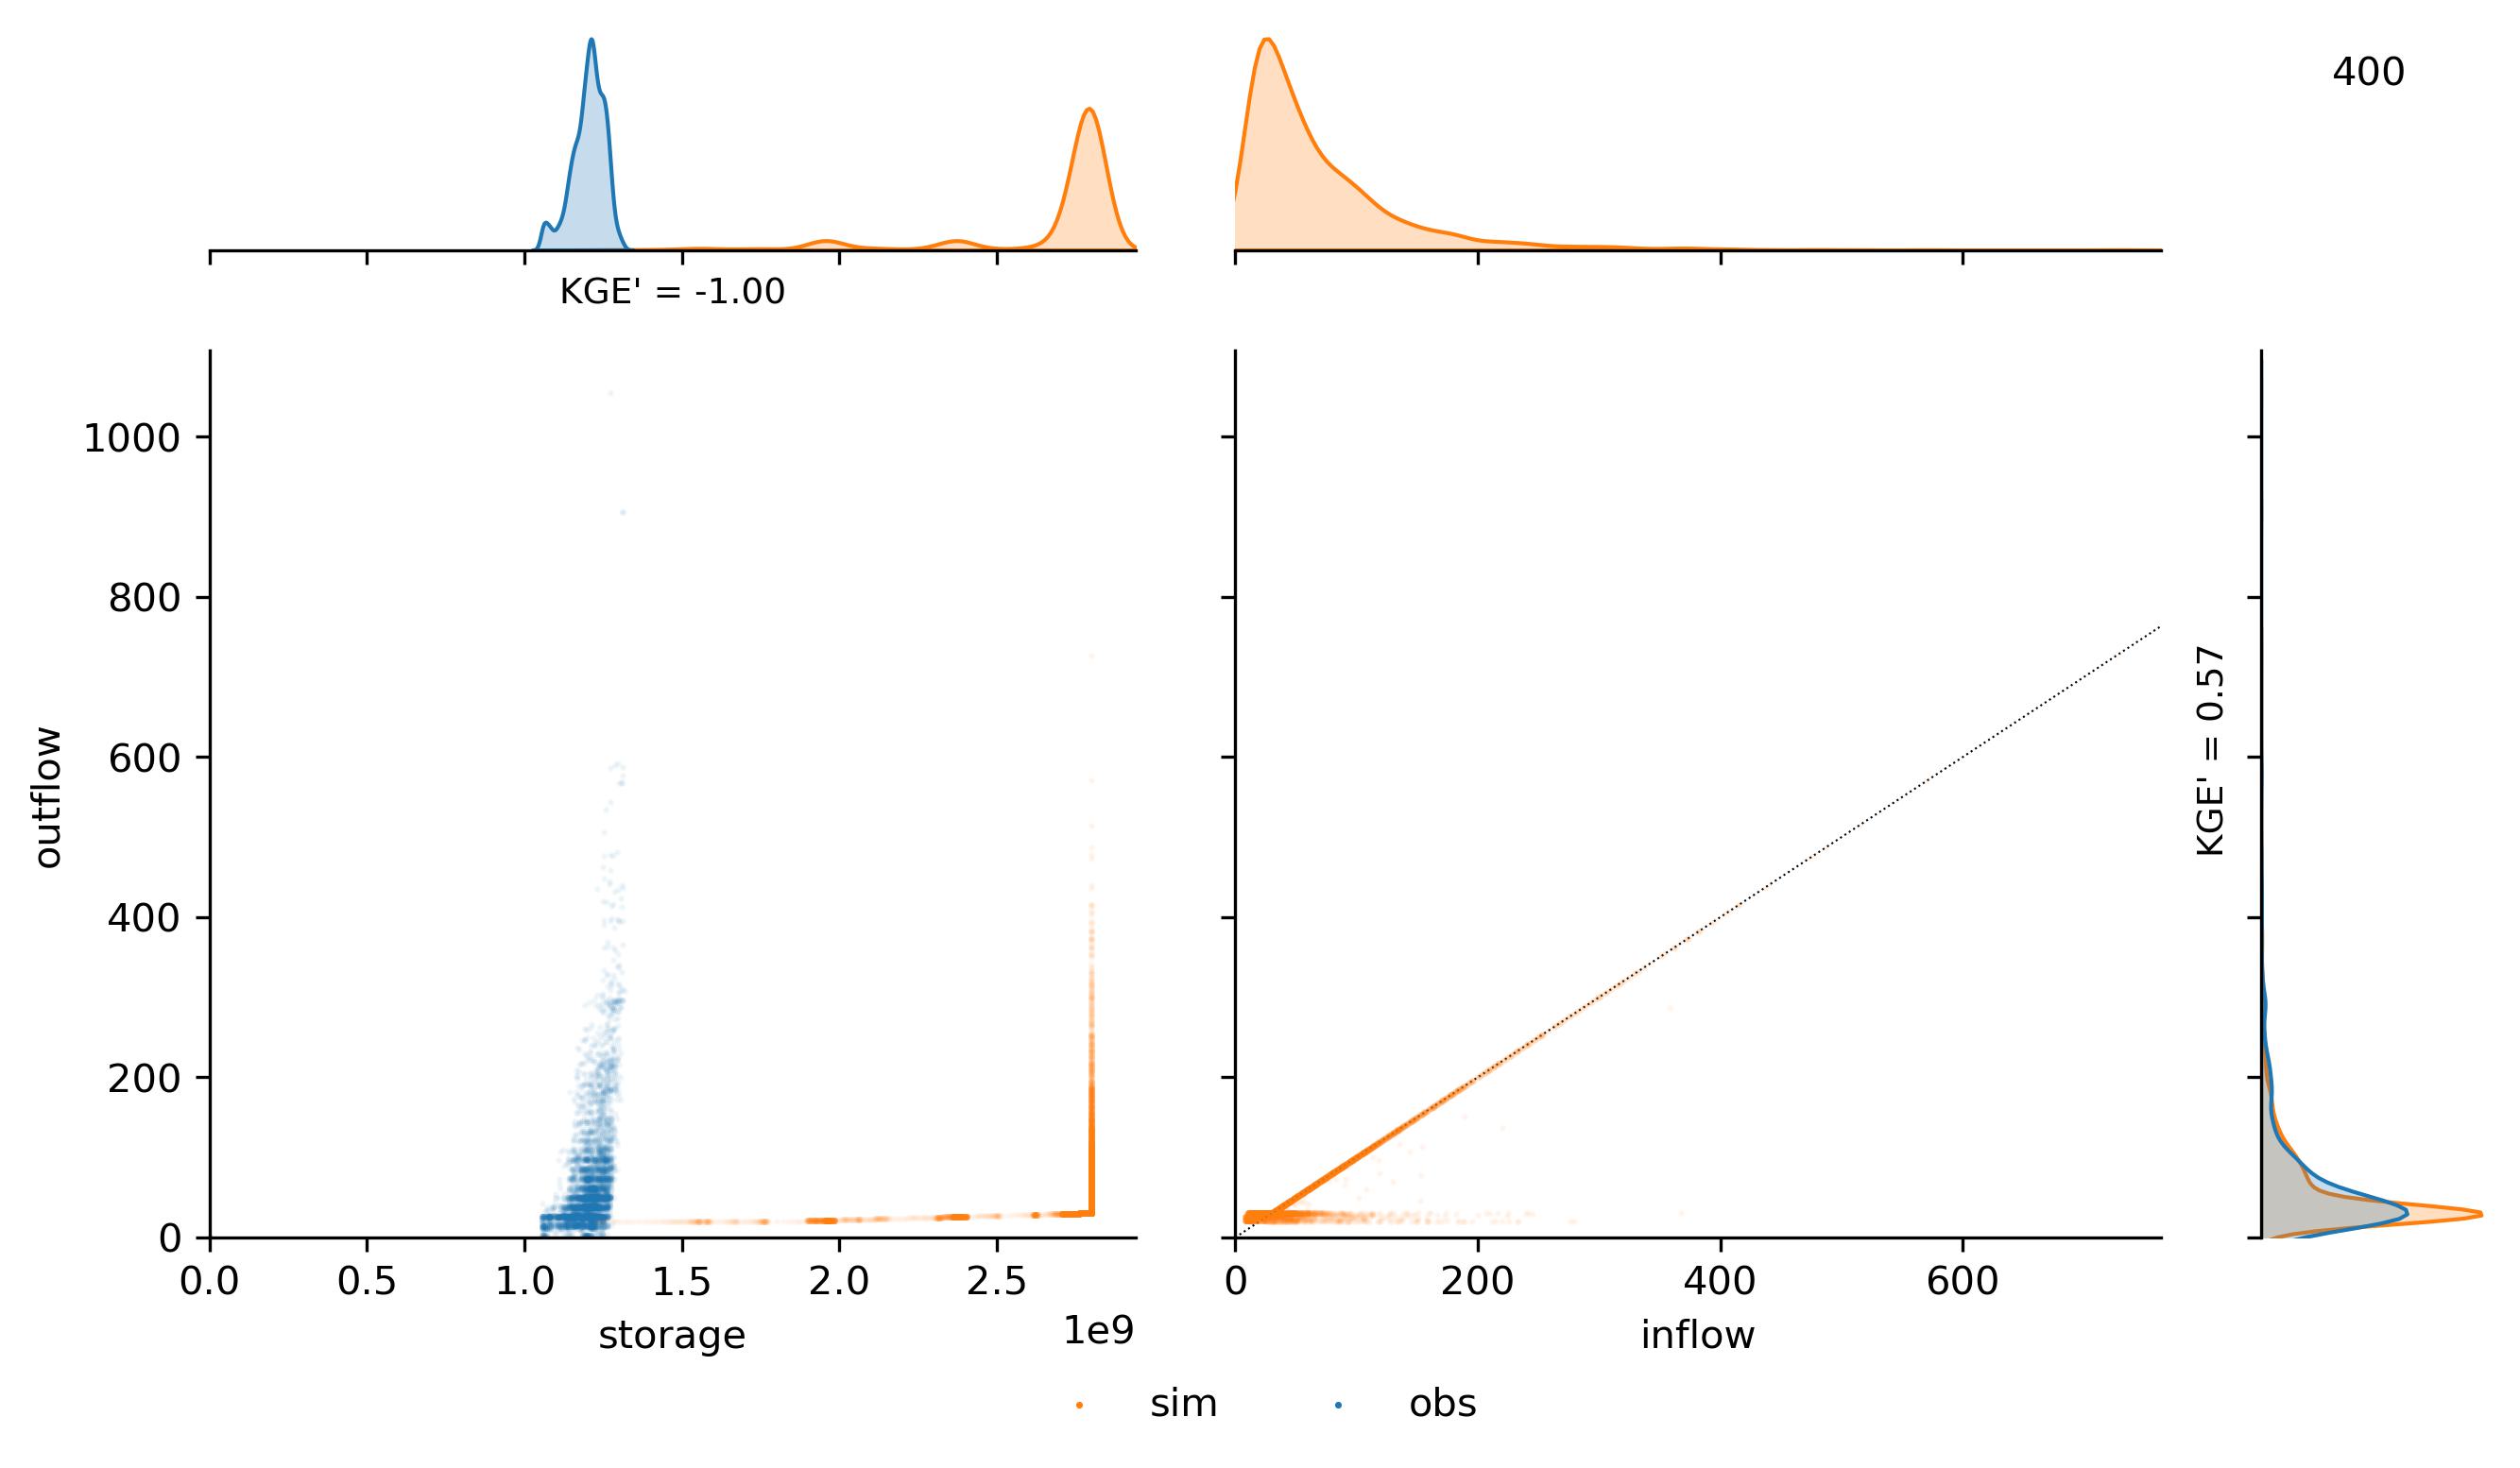 400
KGE' = -1.00
1000
800
600
400
200
0
outflow
KGE' = 0.57
0.0 0.5 1.0 1.5 2.0 2.5
1e9
storage
0 200 400 600
inflow
sim obs